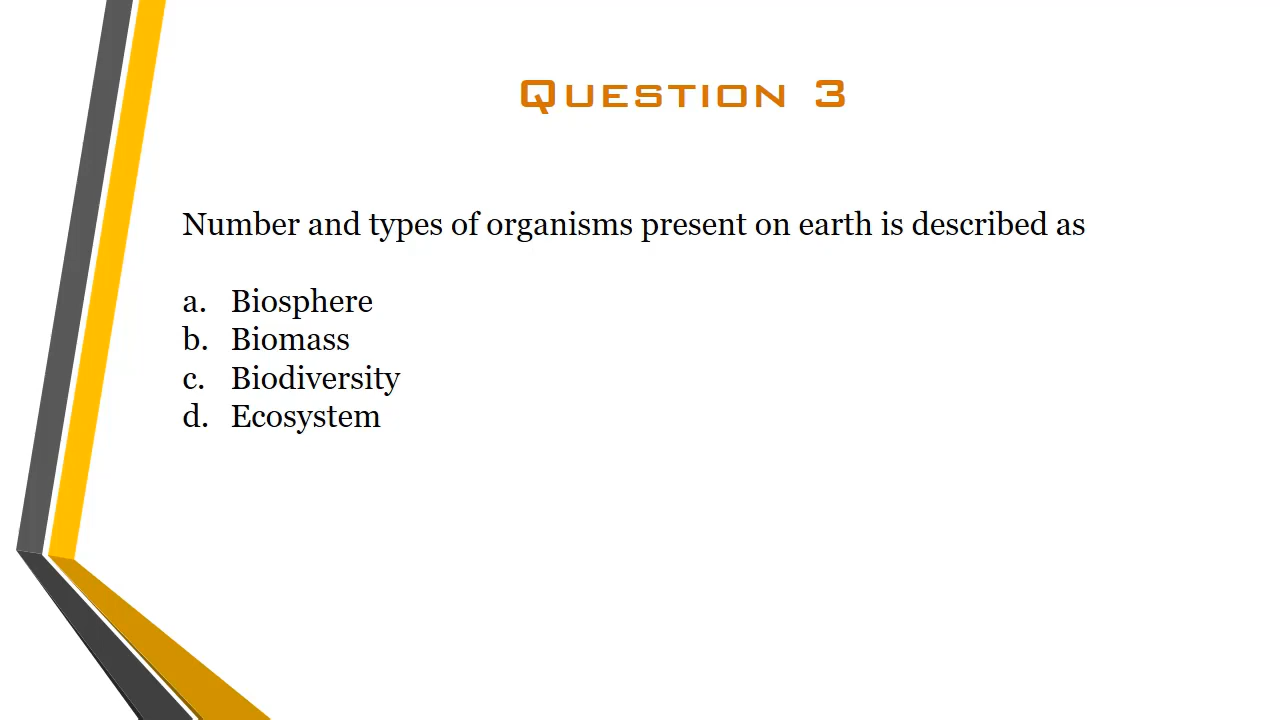 Question 3
Number and types of organisms present on earth is described as
a. Biosphere
b. Biomass
c. Biodiversity
d. Ecosystem